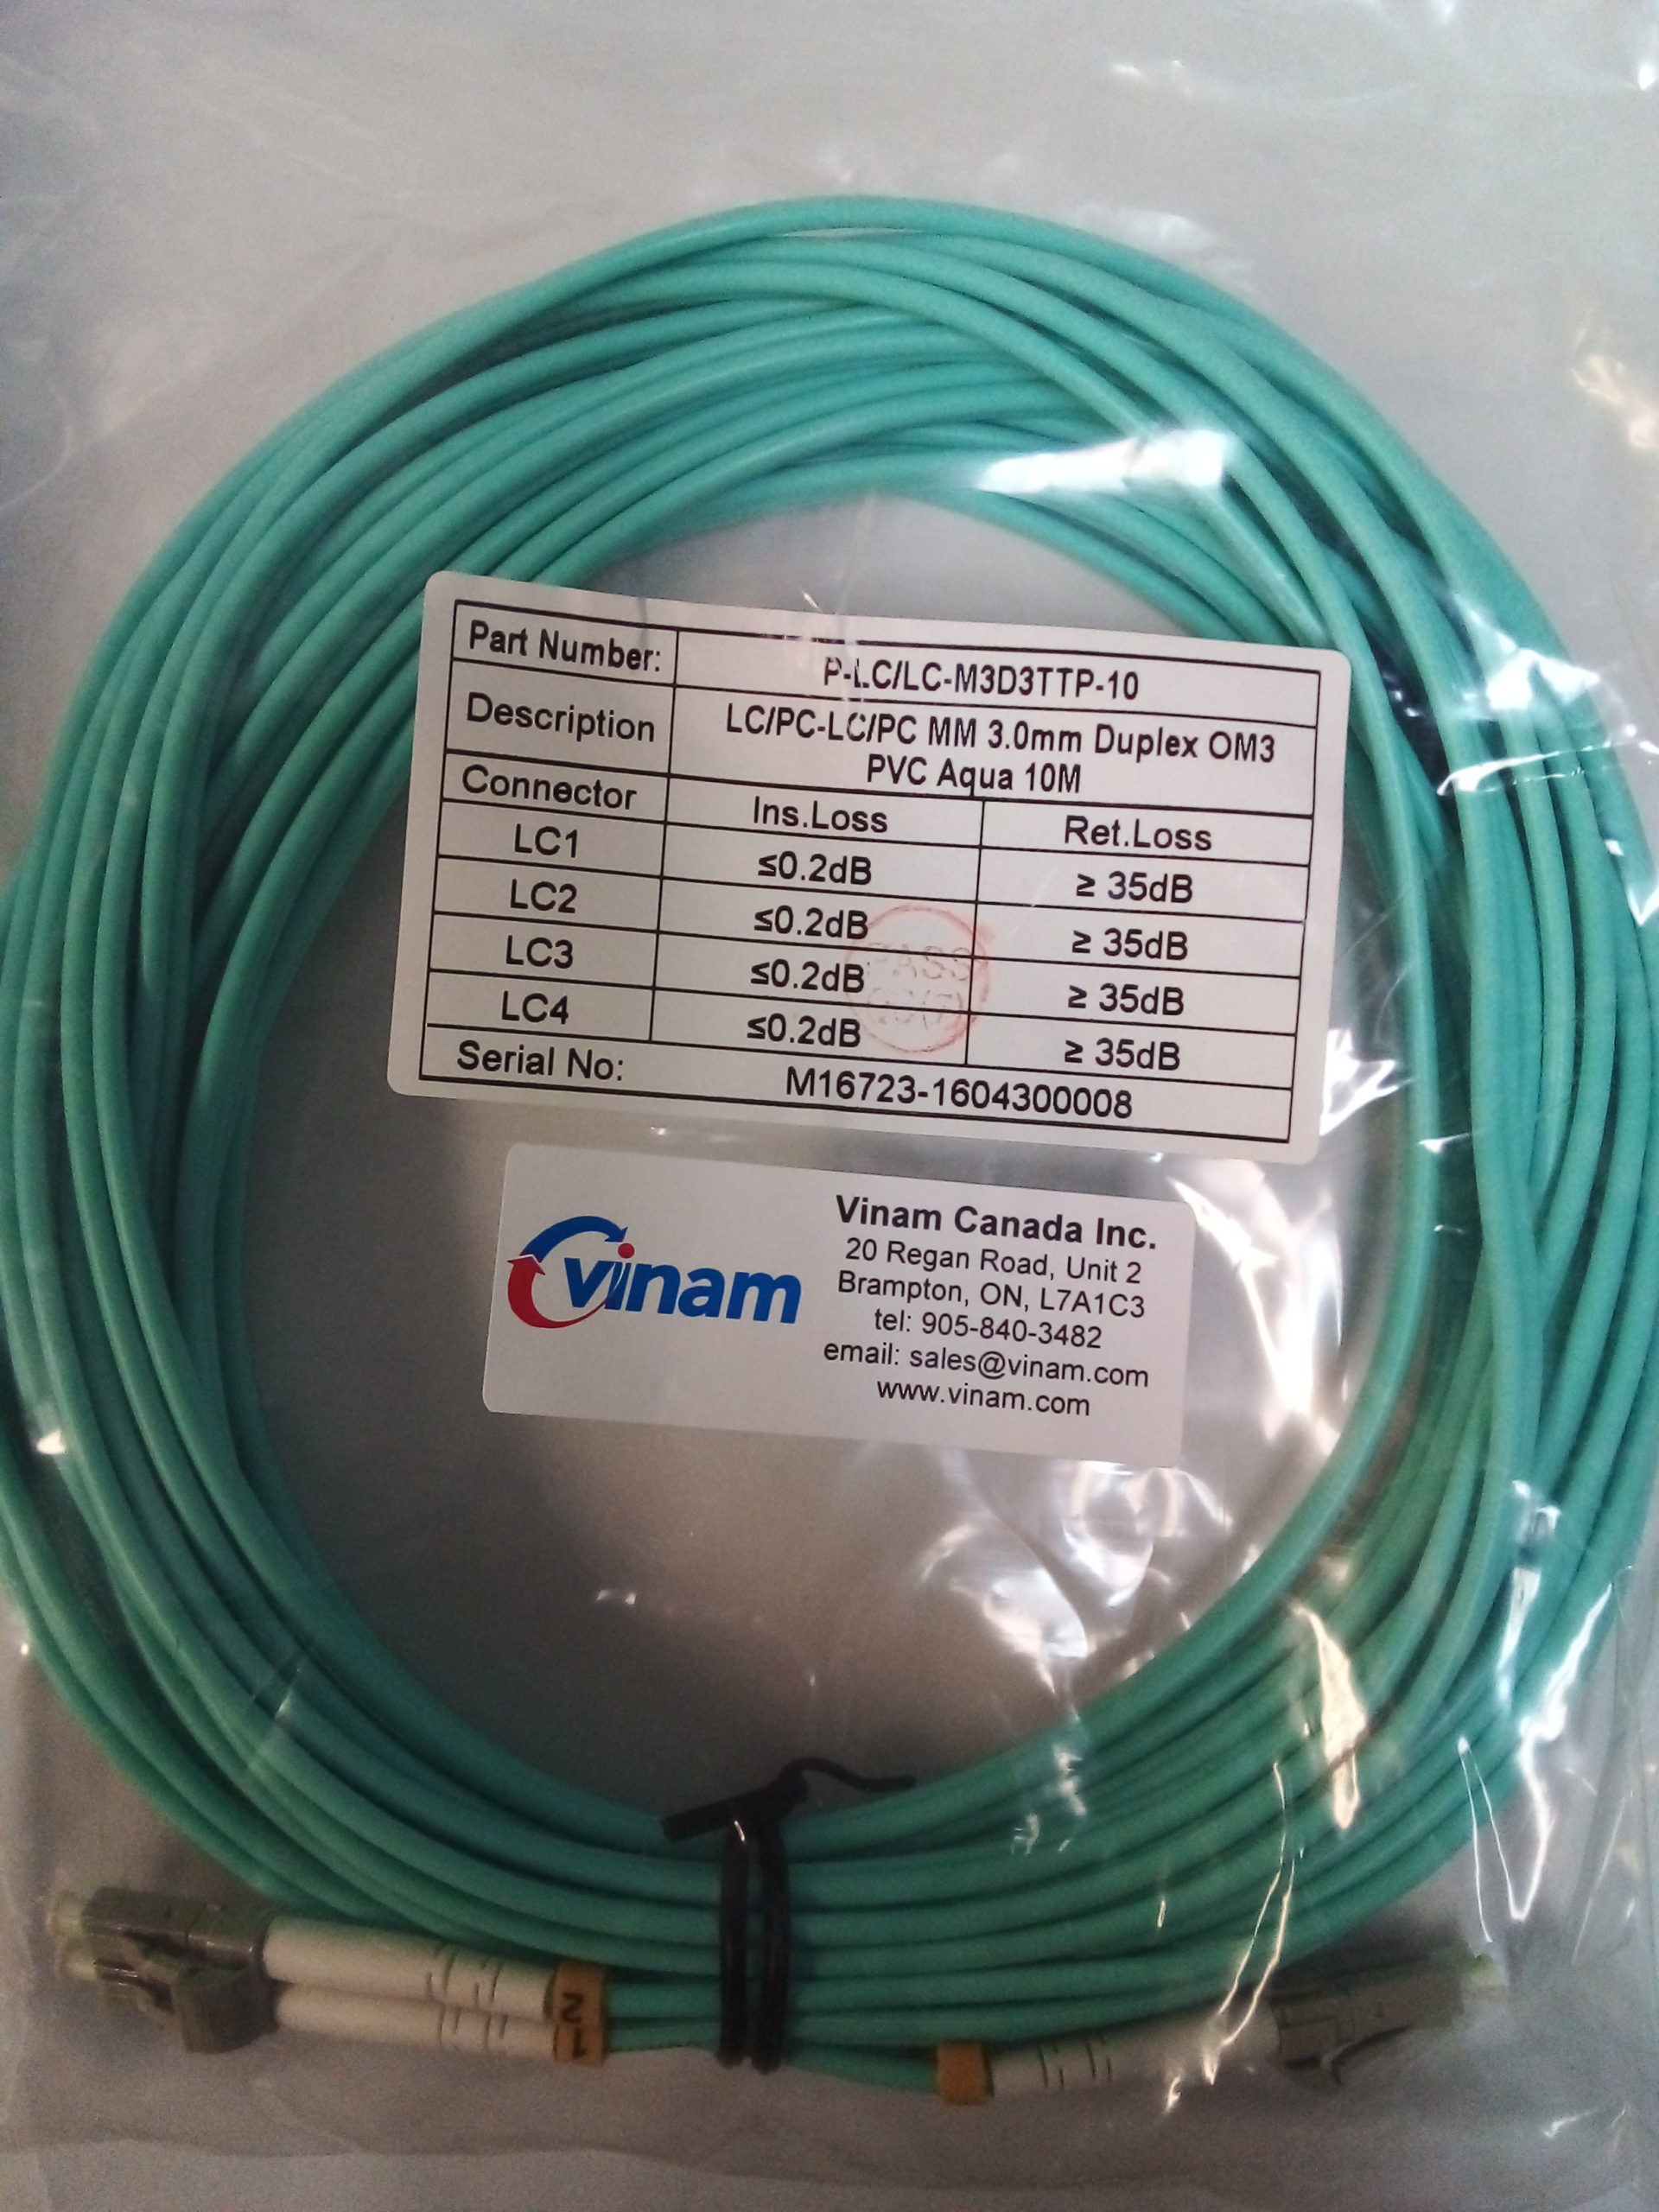 Part Number: P-LC/LC-M3D3TTP-10
Description LC/PC-LC/PC MM 3.0mm Duplex OM3
PVC Aqua 10M
Connector Ins.Loss Ret.Loss
LC1 ≤0.2dB ≥ 35dB
LC2 ≤0.2dB ≥ 35dB
LC3 ≤0.2dB ≥ 35dB
LC4 ≤0.2dB ≥ 35dB
Serial No: M16723-1604300008
vinam
Vinam Canada Inc.
20 Regan Road, Unit 2
Brampton, ON, L7A1C3
tel: 905-840-3482
email: sales@vinam.com
www.vinam.com
2
1